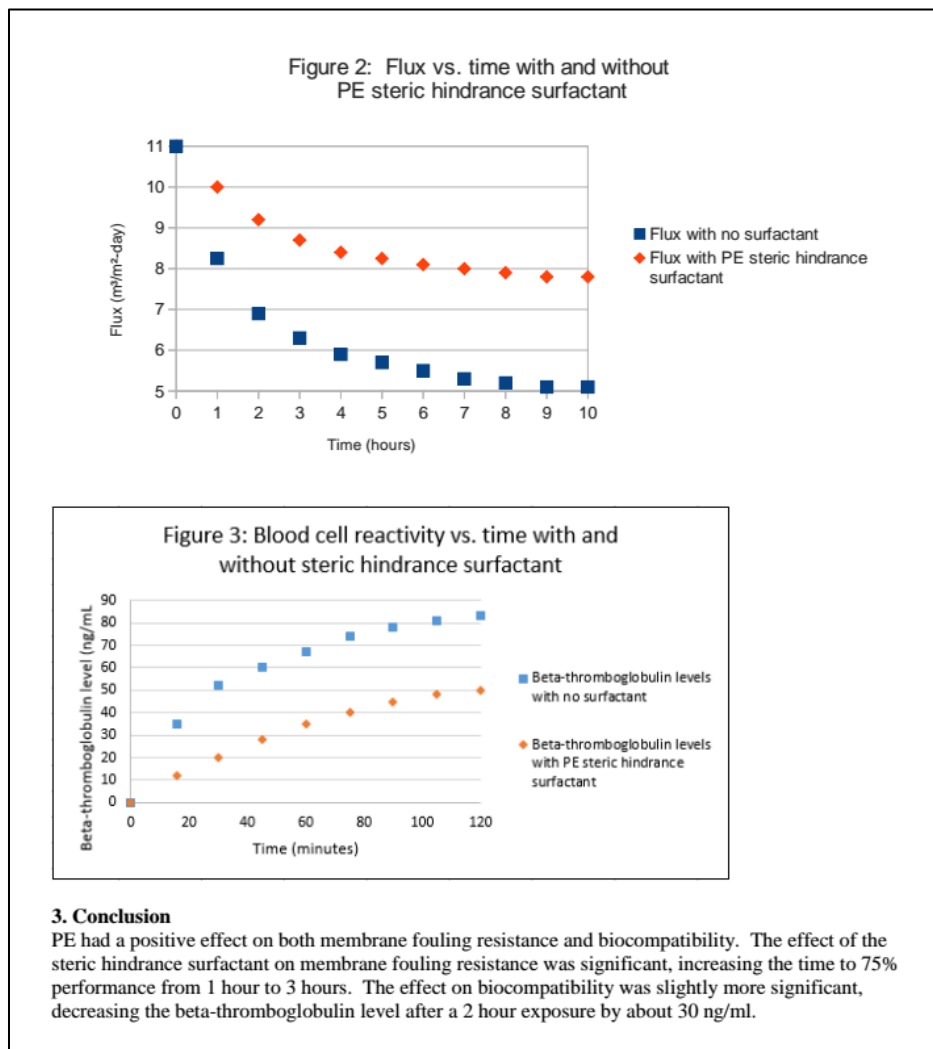 Figure 2:  Flux vs. time with and without
PE steric hindrance surfactant
11
10
9
8
7
6
5
Flux (m³/m²-day)
0 1 2 3 4 5 6 7 8 9 10
Time (hours)
Flux with no surfactant
Flux with PE steric hindrance
surfactant
Figure 3: Blood cell reactivity vs. time with and
without steric hindrance surfactant
90
80
70
60
50
40
30
20
10
0
Beta-thromboglobulin level (ng/mL
0 20 40 60 80 100 120
Time (minutes)
Beta-thromboglobulin levels
with no surfactant
Beta-thromboglobulin levels
with PE steric hindrance
surfactant
3. Conclusion
PE had a positive effect on both membrane fouling resistance and biocompatibility.  The effect of the
steric hindrance surfactant on membrane fouling resistance was significant, increasing the time to 75%
performance from 1 hour to 3 hours.  The effect on biocompatibility was slightly more significant,
decreasing the beta-thromboglobulin level after a 2 hour exposure by about 30 ng/ml.